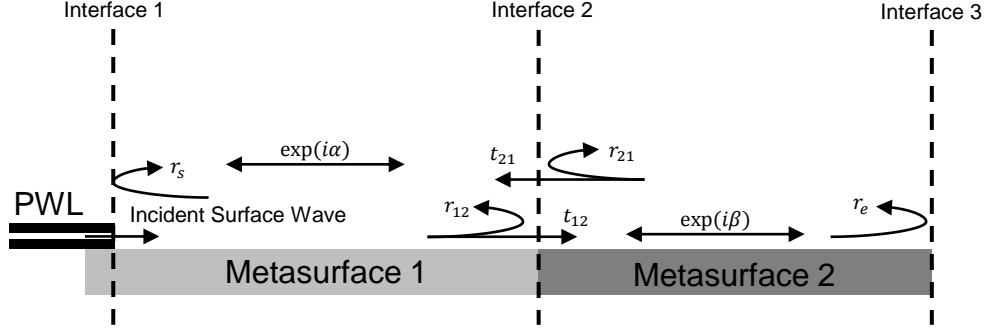 Interface 1
Interface 2
Interface 3
exp(iα)
r_s
t_21
r_21
PWL
Incident Surface Wave
r_12
t_12
exp(iβ)
r_e
Metasurface 1
Metasurface 2